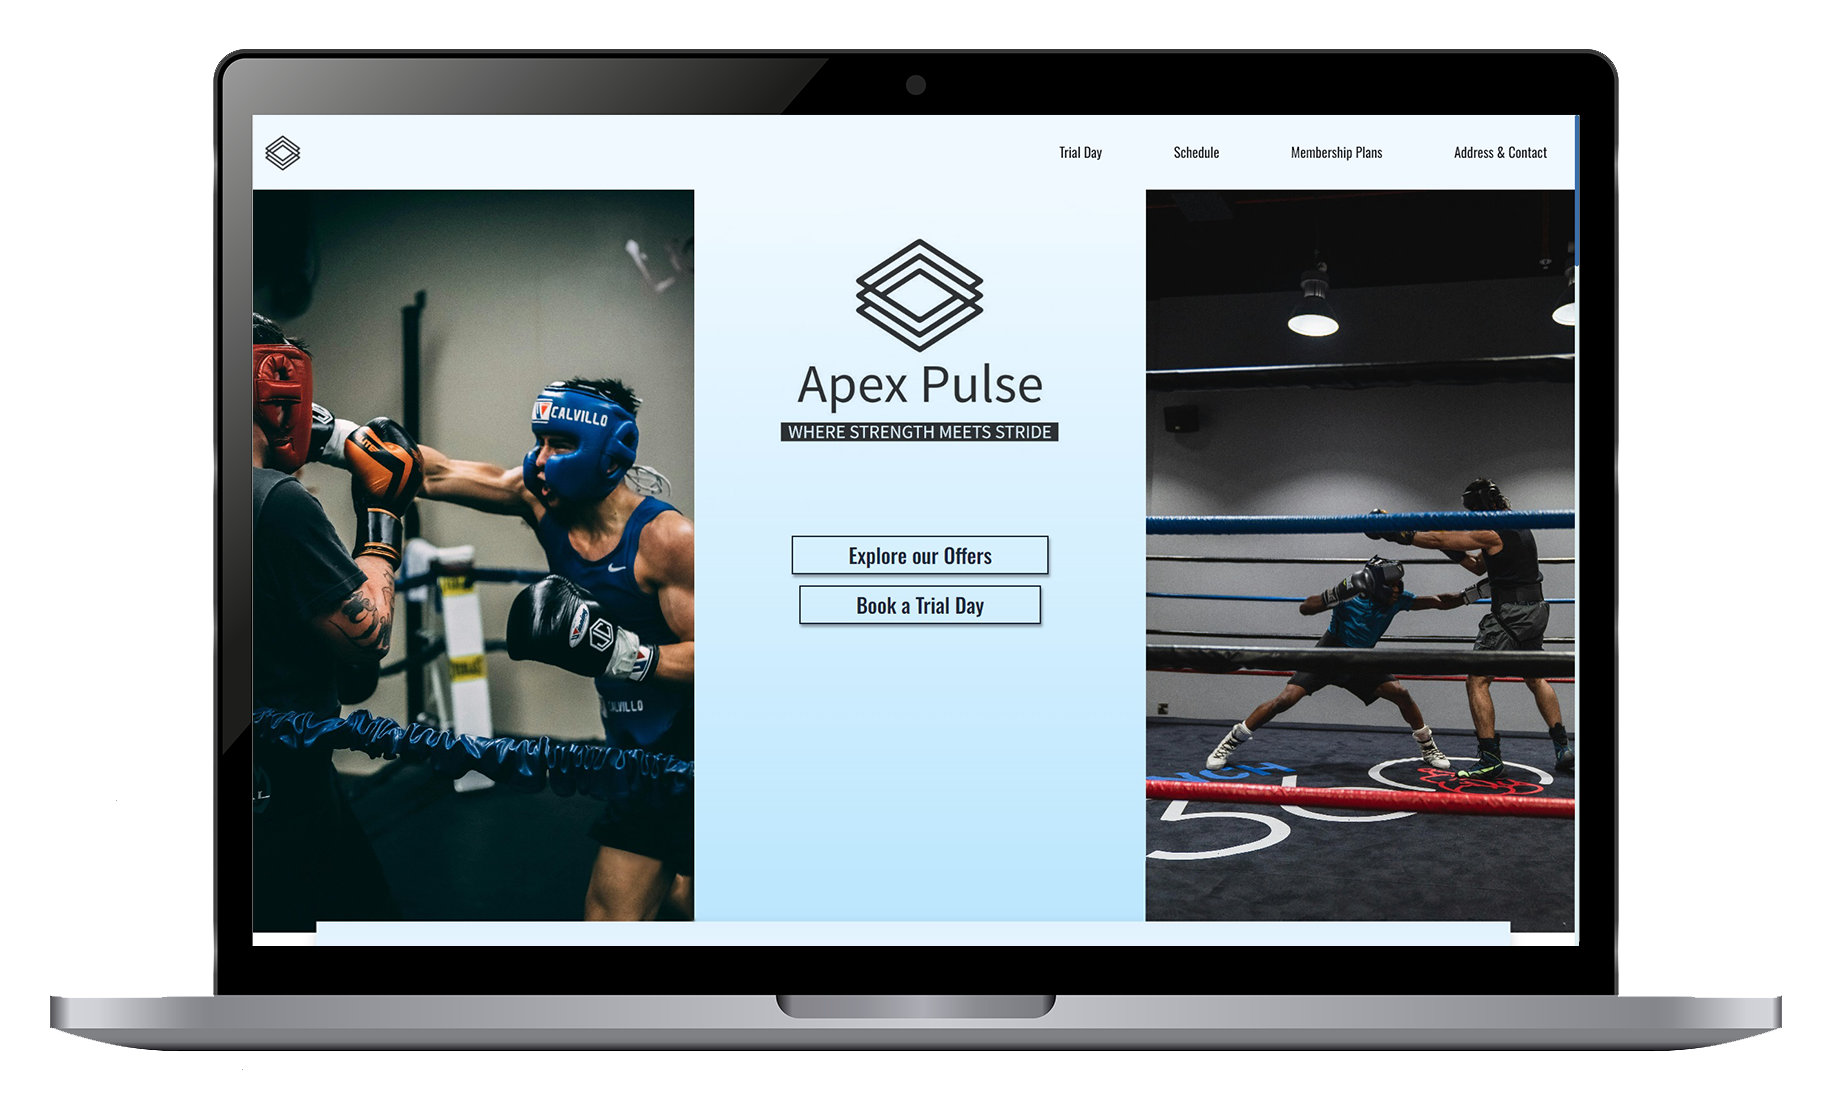 Trial Day
Schedule
Membership Plans
Address & Contact
Apex Pulse
WHERE STRENGTH MEETS STRIDE
Explore our Offers
Book a Trial Day
CALVILLO
CALVILLO